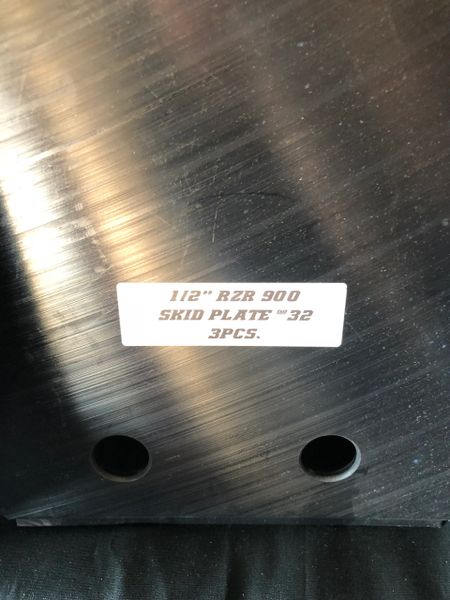 1/2" RZR 900
SKID PLATE 32
3PCS.